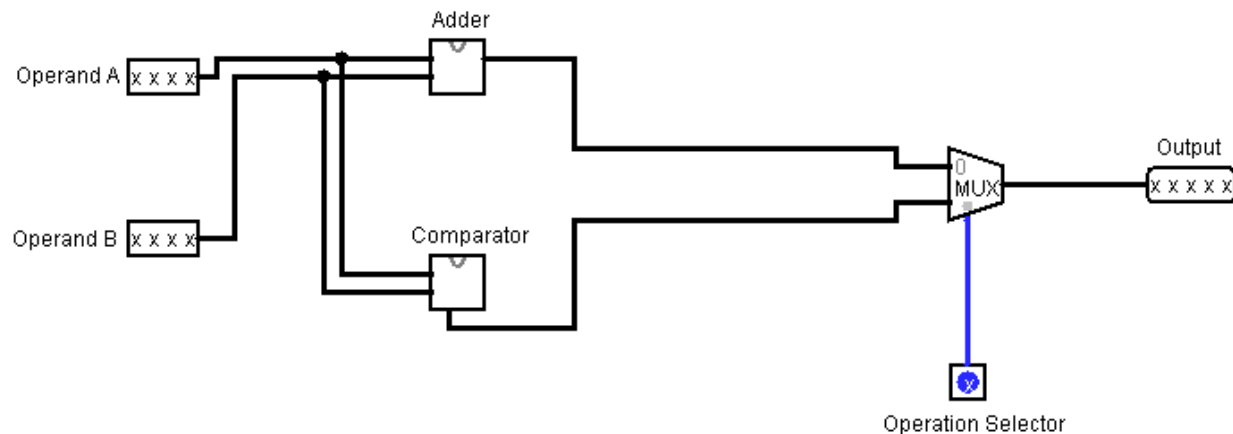 Adder
Operand A
x x x x
Operand B
x x x x
Comparator
0
MUX
Output
x x x x x
x
Operation Selector